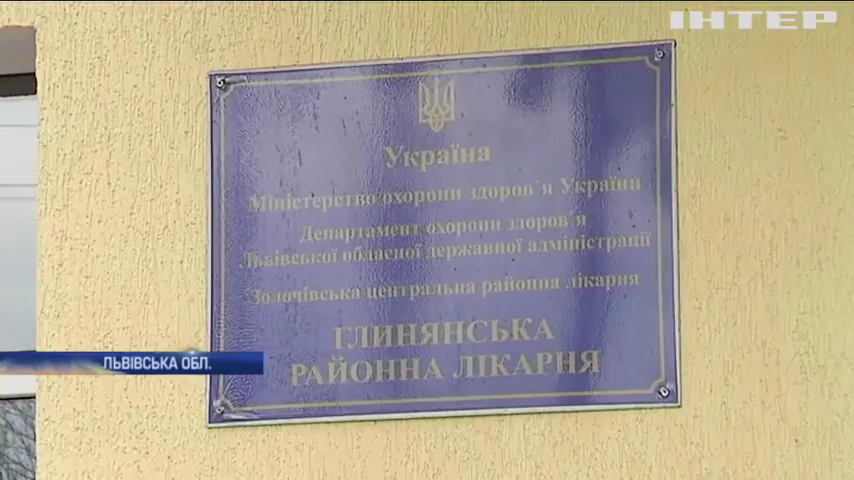 ІНТЕР
Україна
Міністерство охорони здоров`я України
Департамент охорони здоров`я
Львівської обласної державної адміністрації
Золочівська центральна районна лікарня
ГЛИНЯНСЬКА
РАЙОННА ЛІКАРНЯ
ЛЬВІВСЬКА ОБЛ.